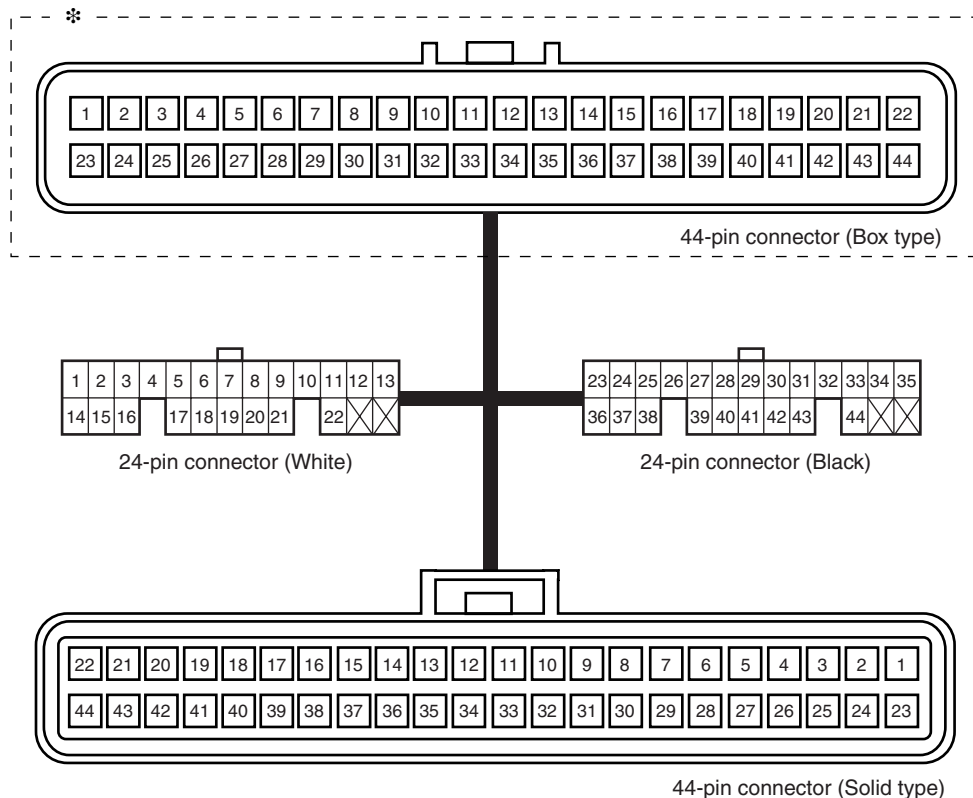 ✻
1 2 3 4 5 6 7 8 9 10 11 12 13 14 15 16 17 18 19 20 21 22
23 24 25 26 27 28 29 30 31 32 33 34 35 36 37 38 39 40 41 42 43 44
44-pin connector (Box type)
1 2 3 4 5 6 7 8 9 10 11 12 13
14 15 16 17 18 19 20 21 22
24-pin connector (White)
23 24 25 26 27 28 29 30 31 32 33 34 35
36 37 38 39 40 41 42 43 44
24-pin connector (Black)
22 21 20 19 18 17 16 15 14 13 12 11 10 9 8 7 6 5 4 3 2 1
44 43 42 41 40 39 38 37 36 35 34 33 32 31 30 29 28 27 26 25 24 23
44-pin connector (Solid type)